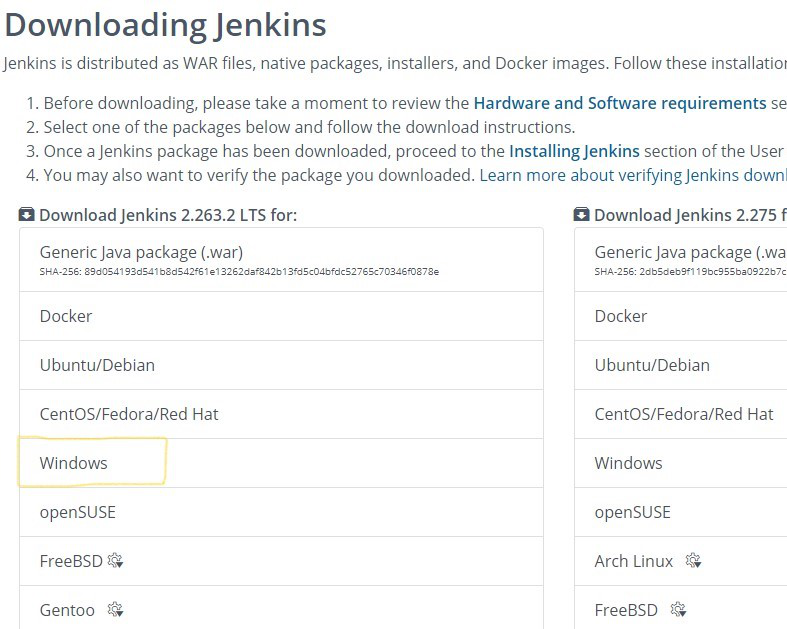 Downloading Jenkins
Jenkins is distributed as WAR files, native packages, installers, and Docker images. Follow these installation
1. Before downloading, please take a moment to review the Hardware and Software requirements se
2. Select one of the packages below and follow the download instructions.
3. Once a Jenkins package has been downloaded, proceed to the Installing Jenkins section of the User
4. You may also want to verify the package you downloaded. Learn more about verifying Jenkins downl
Download Jenkins 2.263.2 LTS for:
Generic Java package (.war)
SHA-256: 89d054193d541b8d542f61e13262daf842b13fd5c04bfdc52765c70346f0878e
Docker
Ubuntu/Debian
CentOS/Fedora/Red Hat
Windows
openSUSE
FreeBSD
Gentoo
Download Jenkins 2.275 f
Generic Java package (.wa
SHA-256: 2db5deb9f119bc955ba0922b7c
Docker
Ubuntu/Debian
CentOS/Fedora/Red Hat
Windows
openSUSE
Arch Linux
FreeBSD